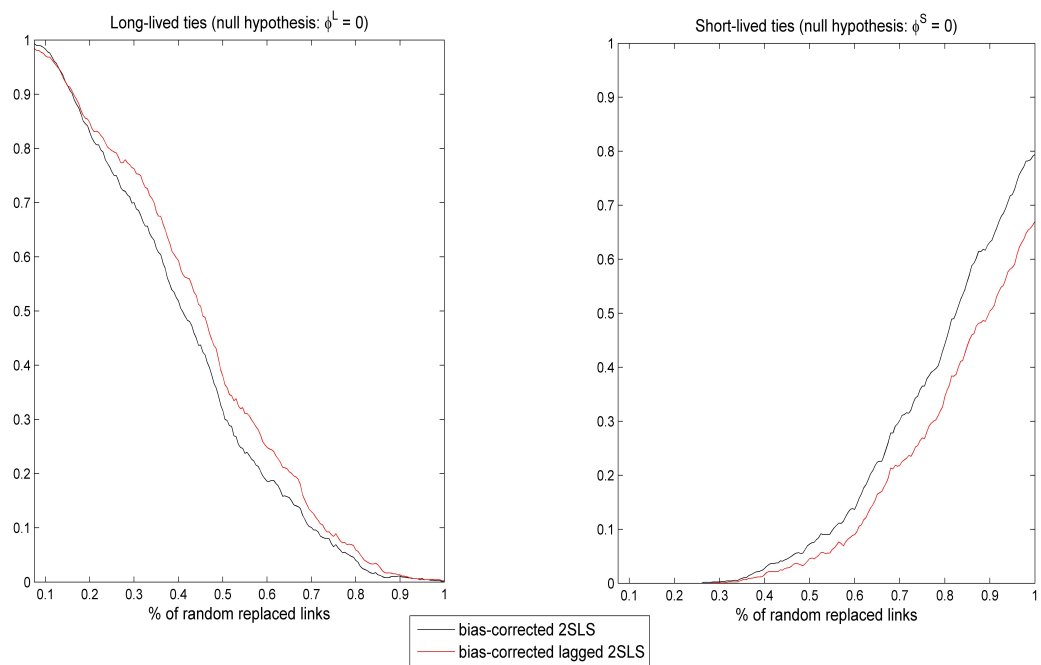 Long-lived ties (null hypothesis: ϕ^L = 0)
1
0.9
0.8
0.7
0.6
0.5
0.4
0.3
0.2
0.1
0
0.1 0.2 0.3 0.4 0.5 0.6 0.7 0.8 0.9 1
% of random replaced links
Short-lived ties (null hypothesis: ϕ^S = 0)
1
0.9
0.8
0.7
0.6
0.5
0.4
0.3
0.2
0.1
0
0.1 0.2 0.3 0.4 0.5 0.6 0.7 0.8 0.9 1
% of random replaced links
bias-corrected 2SLS
bias-corrected lagged 2SLS